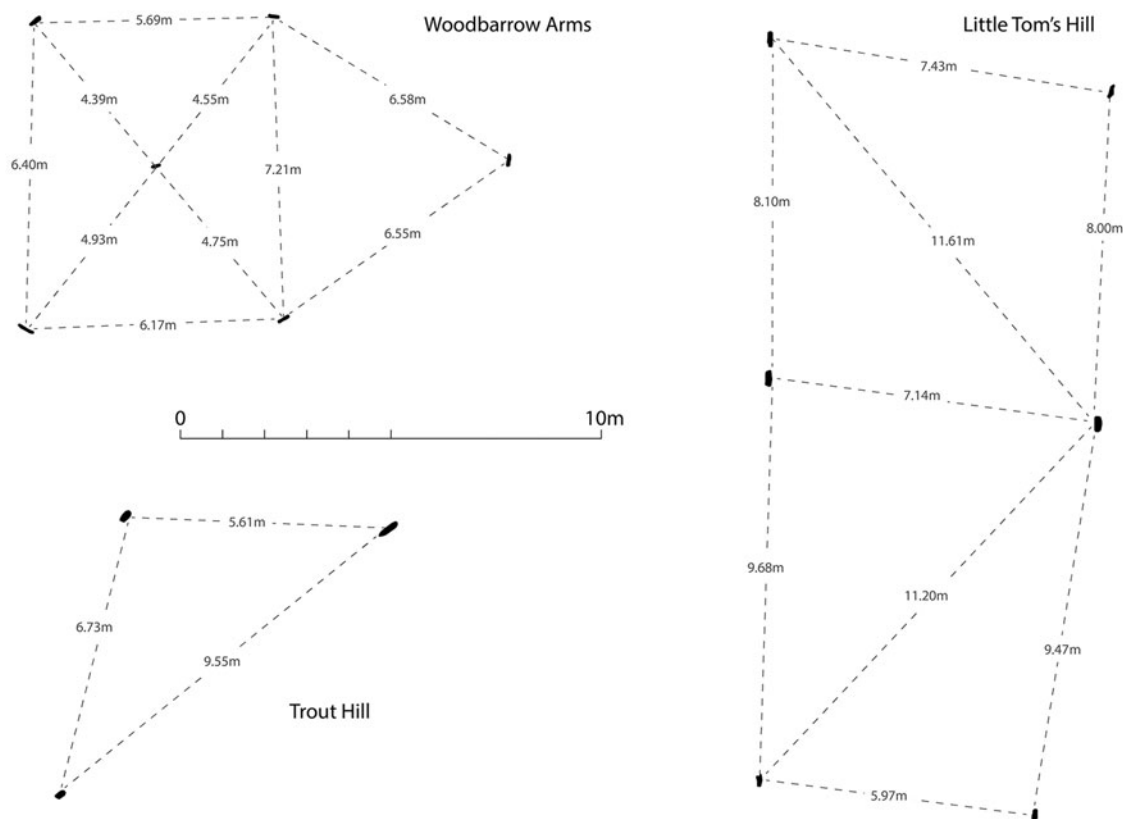 Woodbarrow Arms
5.69m
4.39m
4.55m
6.58m
6.40m
7.21m
4.93m
4.75m
6.55m
6.17m
0
10m
5.61m
6.73m
9.55m
Trout Hill
Little Tom's Hill
7.43m
8.10m
11.61m
8.00m
7.14m
9.68m
11.20m
9.47m
5.97m